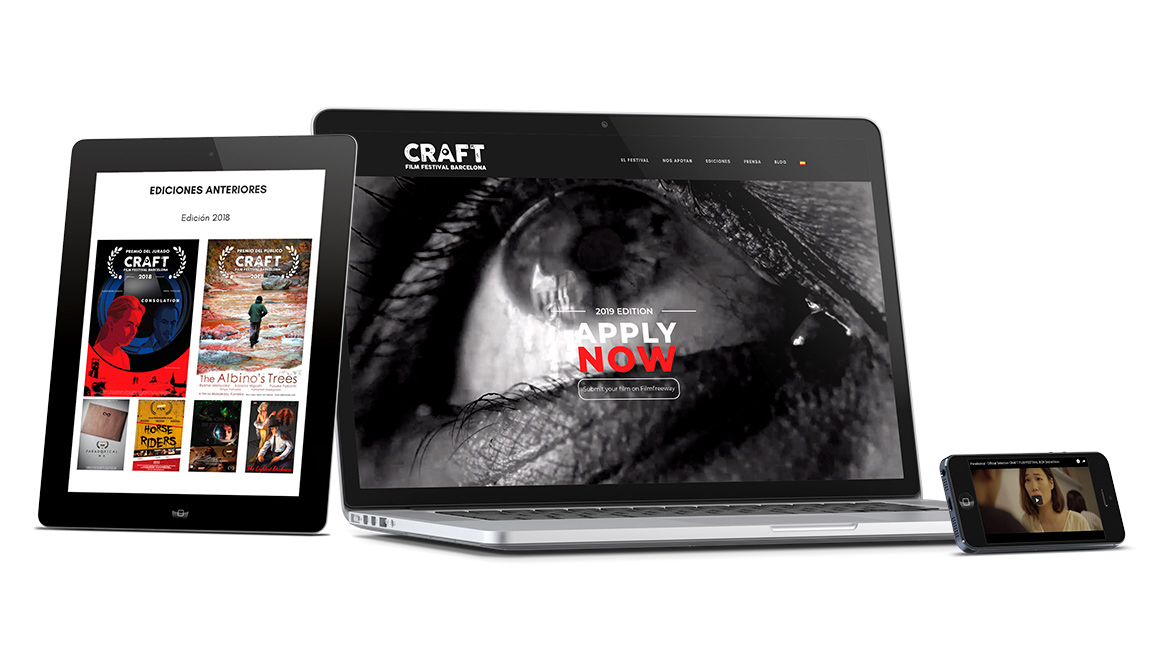 EDICIONES ANTERIORES
Edición 2018
PREMIO DEL JURADO
CRAFT
FILM FESTIVAL BARCELONA
2018
CONSOLATION
PREMIO DEL PÚBLICO
CRAFT
FILM FESTIVAL BARCELONA
2018
The Albino's Trees
HORSE
RIDERS
CRAFT
FILM FESTIVAL BARCELONA
EL FESTIVAL
NOS APOYAN
EDICIONES
PRENSA
BLOG
2019 EDITION
APPLY
NOW
Submit your film on Filmfreeway